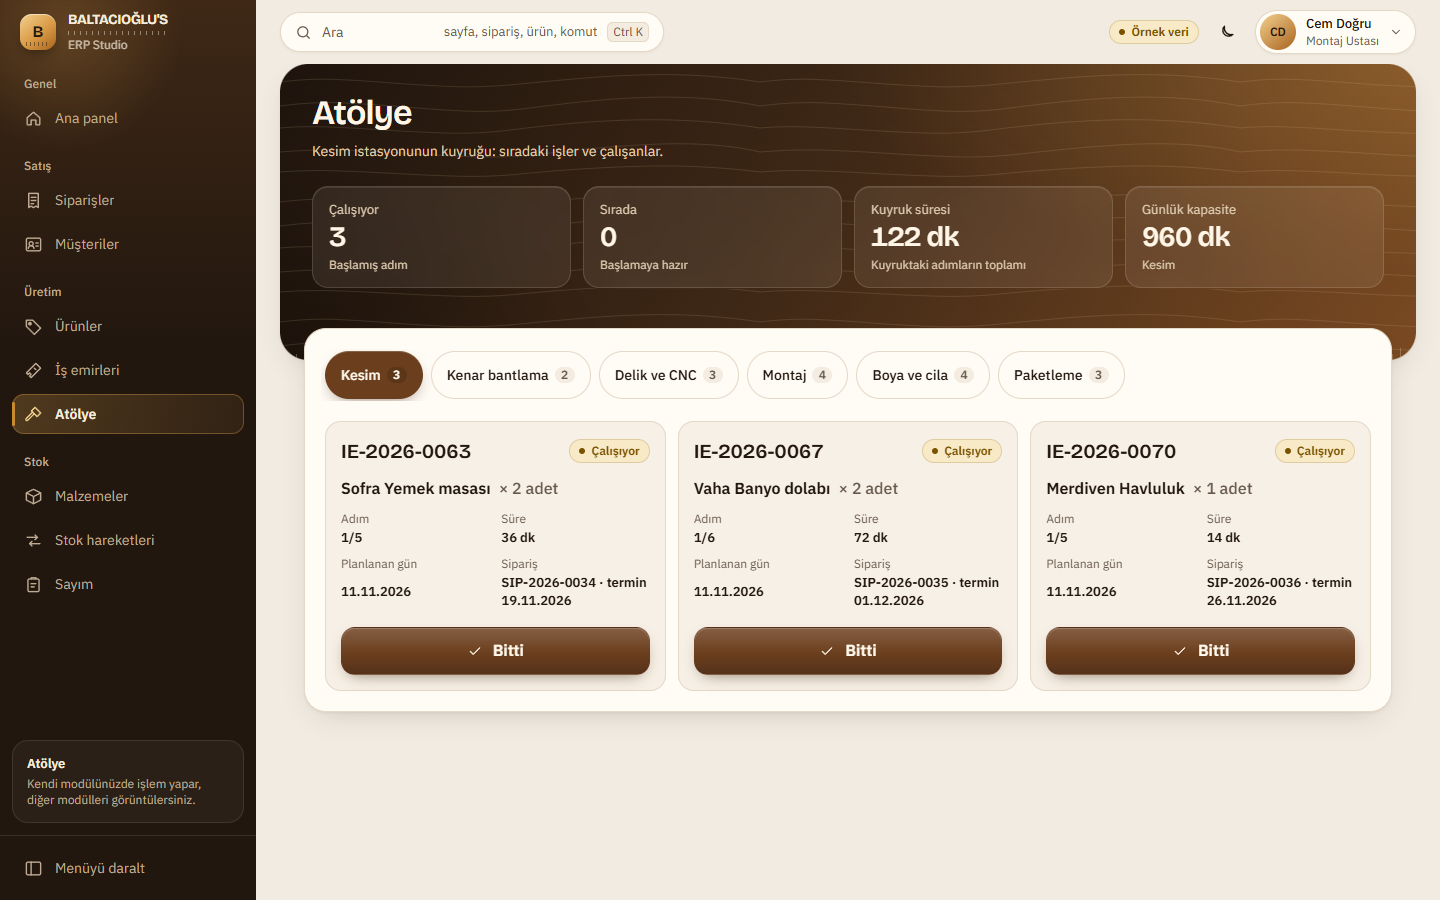 B
BALTACIOĞLU'S
ERP Studio
Genel
Ana panel
Satış
Siparişler
Müşteriler
Üretim
Ürünler
İş emirleri
Atölye
Stok
Malzemeler
Stok hareketleri
Sayım
Atölye
Kendi modülünüzde işlem yapar,
diğer modülleri görüntülersiniz.
Menüyü daralt
Ara sayfa, sipariş, ürün, komut Ctrl K
Örnek veri
CD
Cem Doğru
Montaj Ustası
Atölye
Kesim istasyonunun kuyruğu: sıradaki işler ve çalışanlar.
Çalışıyor
3
Başlamış adım
Sırada
0
Başlamaya hazır
Kuyruk süresi
122 dk
Kuyruktaki adımların toplamı
Günlük kapasite
960 dk
Kesim
Kesim 3 Kenar bantlama 2 Delik ve CNC 3 Montaj 4 Boya ve cila 4 Paketleme 3
IE-2026-0063 Çalışıyor
Sofra Yemek masası × 2 adet
Adım Süre
1/5 36 dk
Planlanan gün Sipariş
11.11.2026 SIP-2026-0034 · termin
19.11.2026
Bitti
IE-2026-0067 Çalışıyor
Vaha Banyo dolabı × 2 adet
Adım Süre
1/6 72 dk
Planlanan gün Sipariş
11.11.2026 SIP-2026-0035 · termin
01.12.2026
Bitti
IE-2026-0070 Çalışıyor
Merdiven Havluluk × 1 adet
Adım Süre
1/5 14 dk
Planlanan gün Sipariş
11.11.2026 SIP-2026-0036 · termin
26.11.2026
Bitti